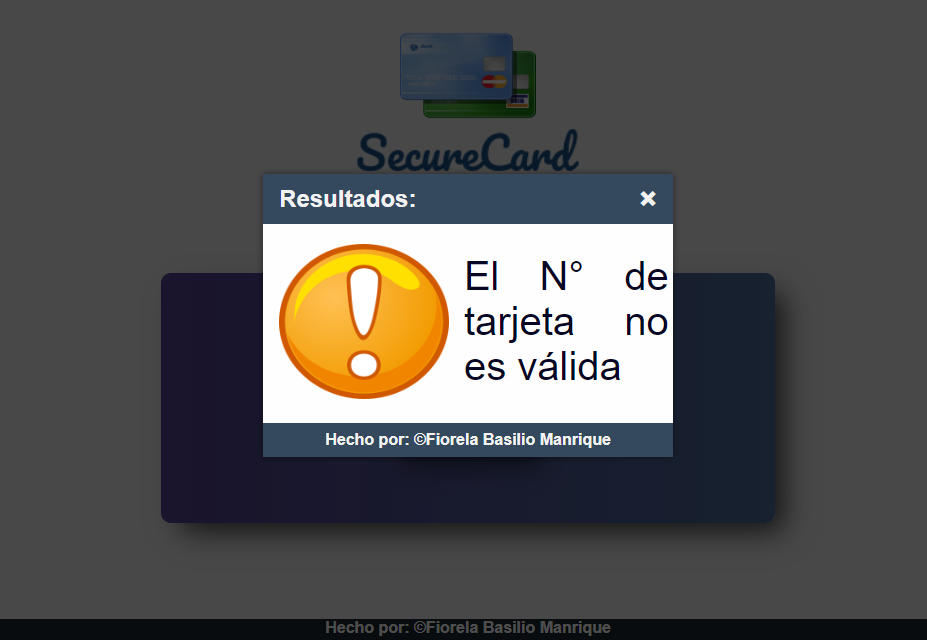 SecureCard
Resultados: ✖
El N° de
tarjeta no
es válida
Hecho por: ©Fiorela Basilio Manrique
Hecho por: ©Fiorela Basilio Manrique